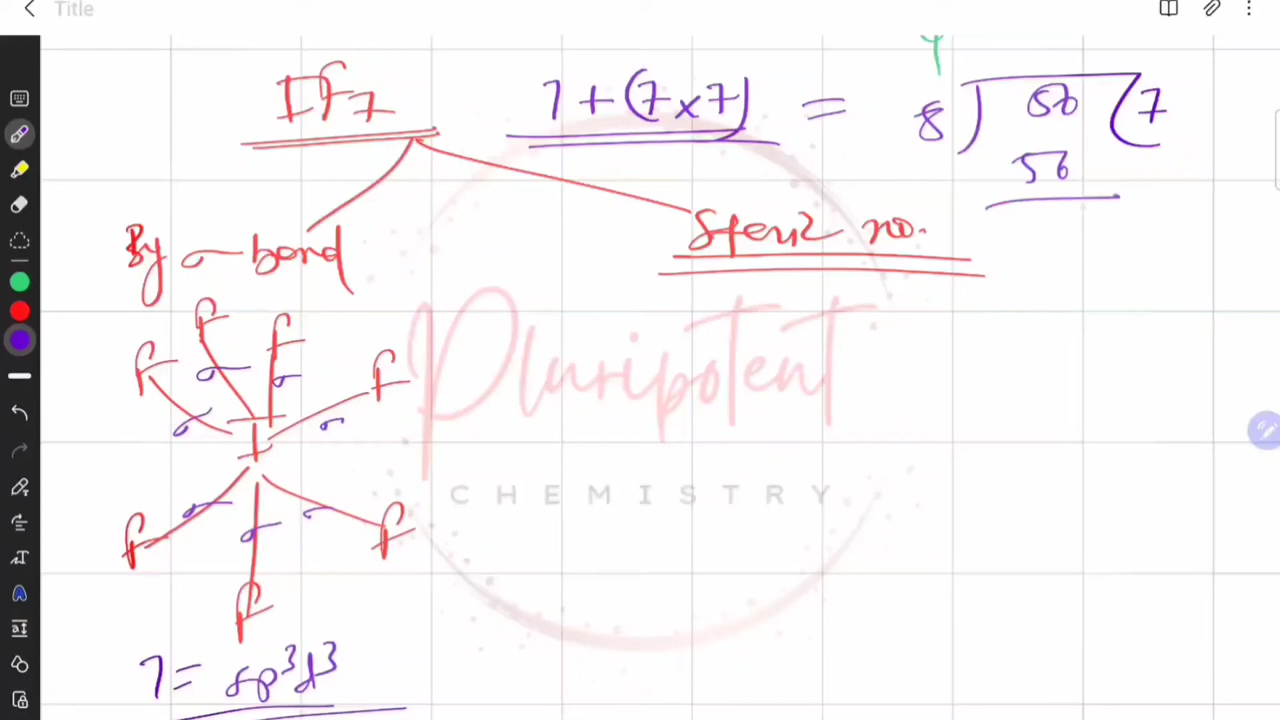 Title
IF7 7 + (7 x 7) = 8 ) 56 ( 7
56
By σ-bond
Steric no.
F
F
F
F
σ
σ
σ
σ
I
σ
σ
σ
F
F
F
7 = sp³d³
Pluripotent
CHEMISTRY